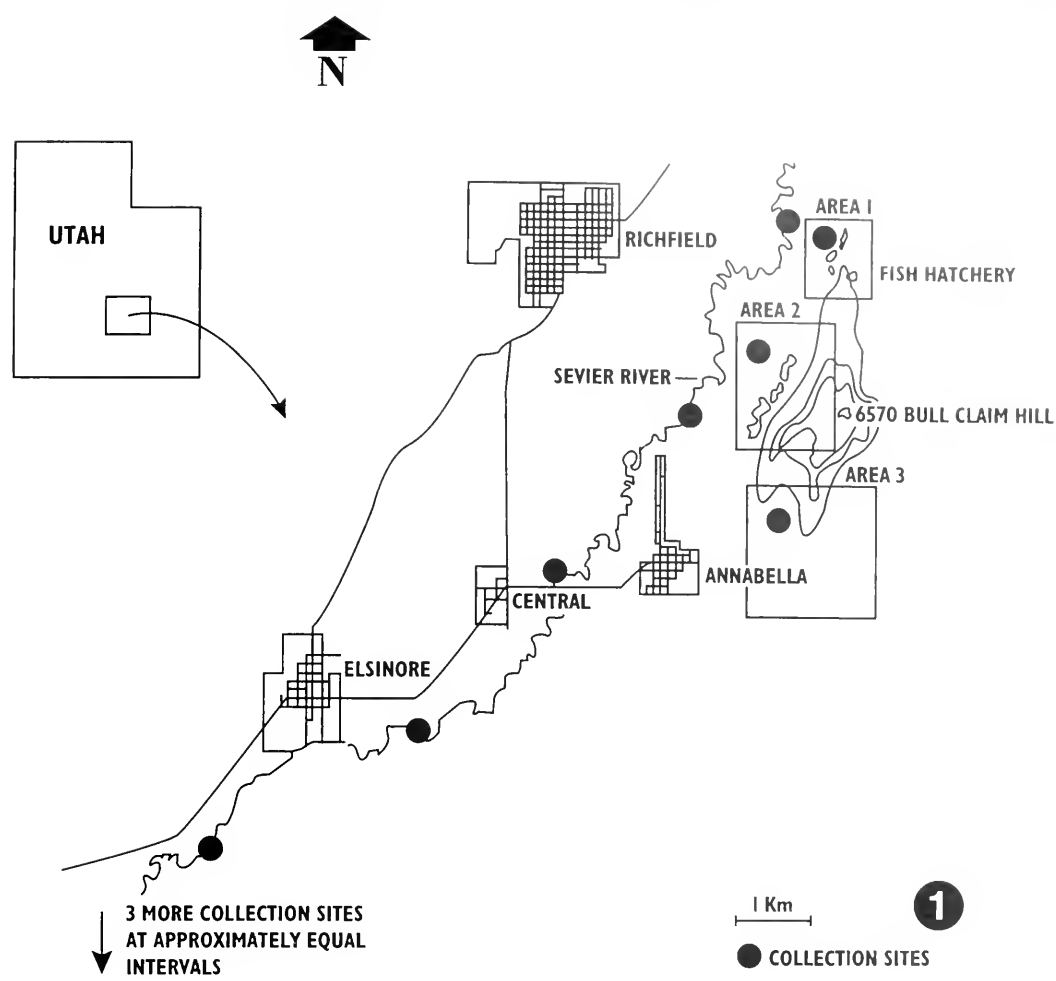 N
UTAH
AREA 1
RICHFIELD
FISH HATCHERY
AREA 2
SEVIER RIVER
6570 BULL CLAIM HILL
AREA 3
ANNABELLA
CENTRAL
ELSINORE
3 MORE COLLECTION SITES
AT APPROXIMATELY EQUAL
INTERVALS
1 Km
1
COLLECTION SITES